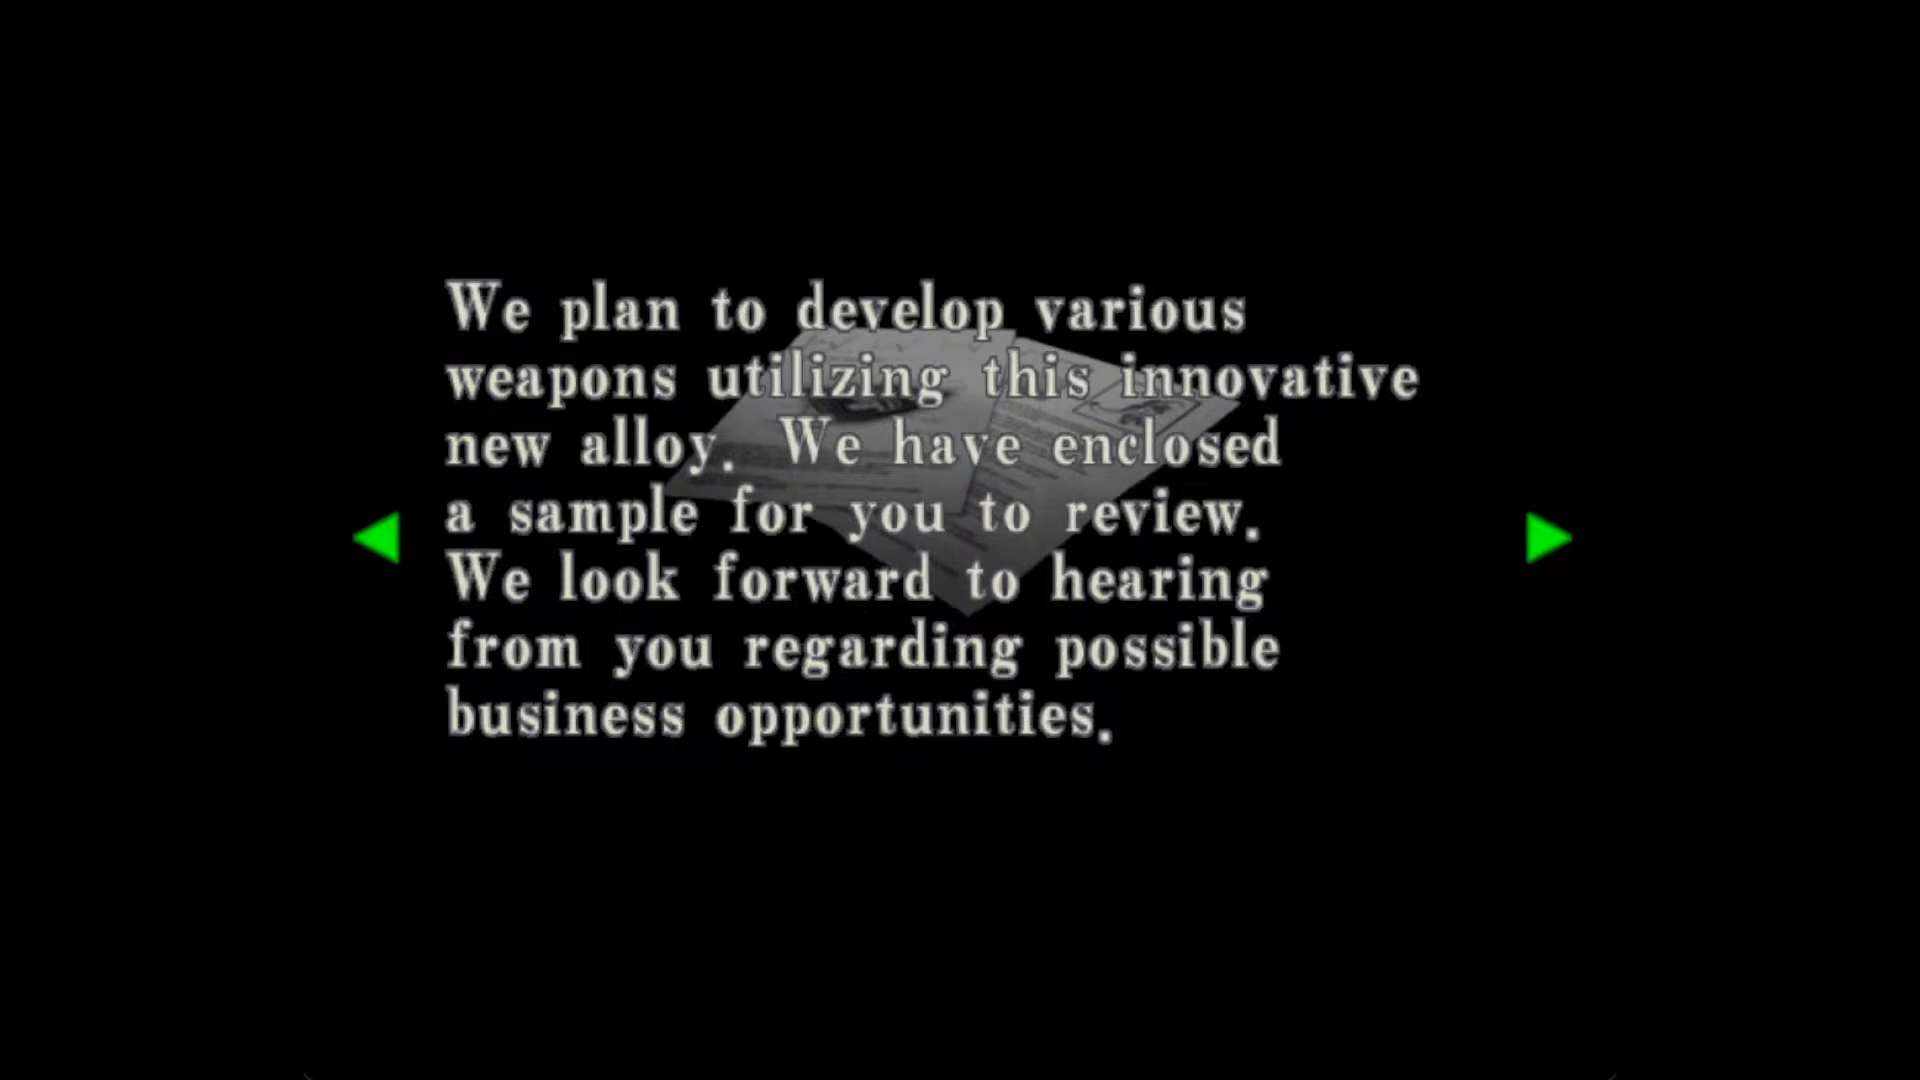 We plan to develop various
weapons utilizing this innovative
new alloy. We have enclosed
a sample for you to review.
We look forward to hearing
from you regarding possible
business opportunities.